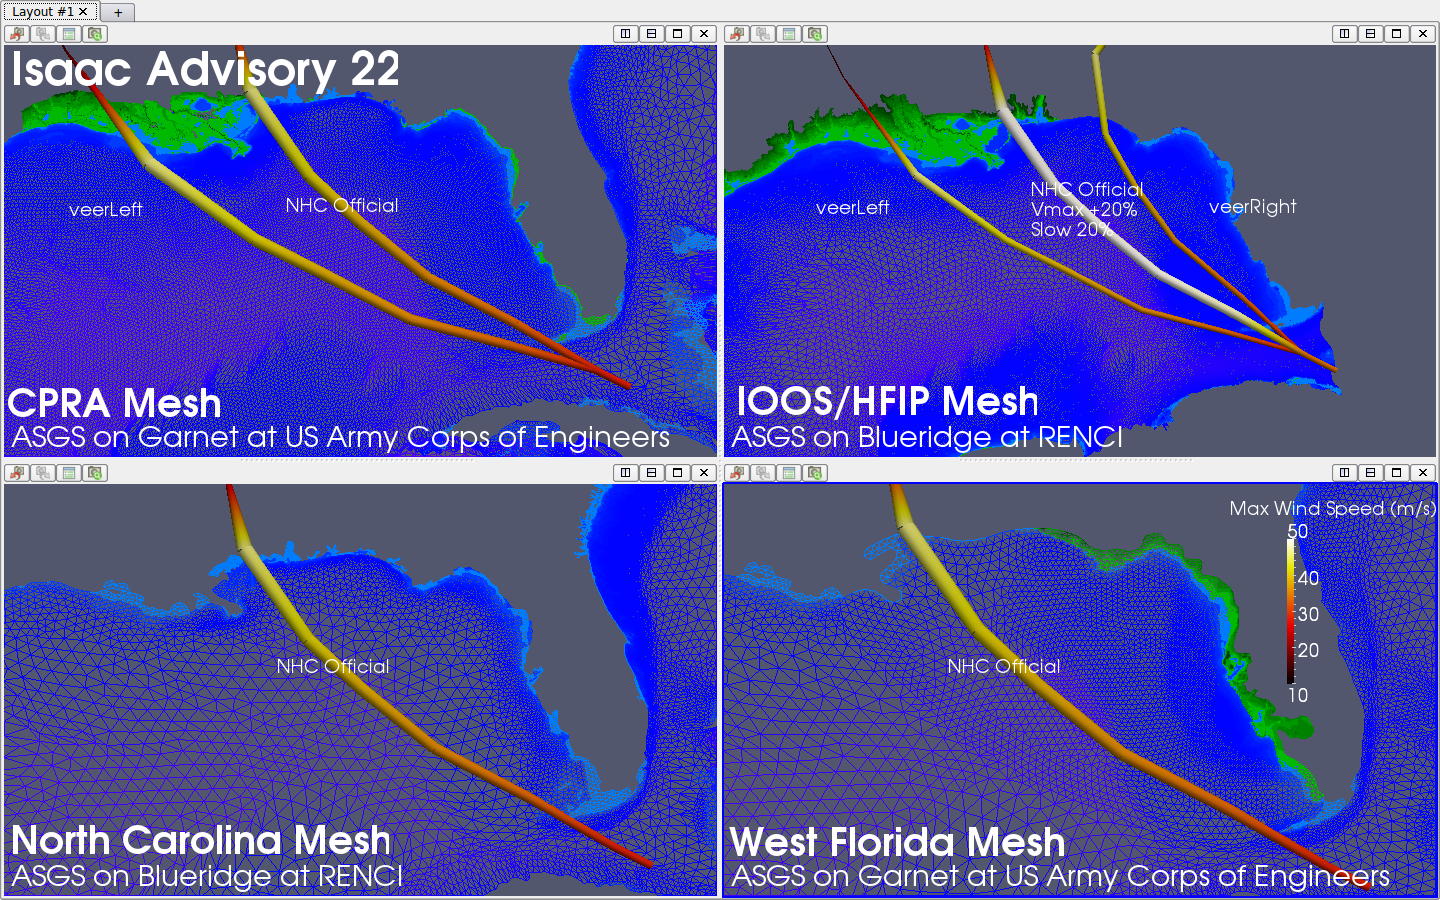 Layout #1
+
Isaac Advisory 22
veerLeft
NHC Official
CPRA Mesh
ASGS on Garnet at US Army Corps of Engineers
veerLeft
NHC Official
Vmax +20%
Slow 20%
veerRight
IOOS/HFIP Mesh
ASGS on Blueridge at RENCI
NHC Official
North Carolina Mesh
ASGS on Blueridge at RENCI
Max Wind Speed (m/s)
50
40
30
20
10
NHC Official
West Florida Mesh
ASGS on Garnet at US Army Corps of Engineers